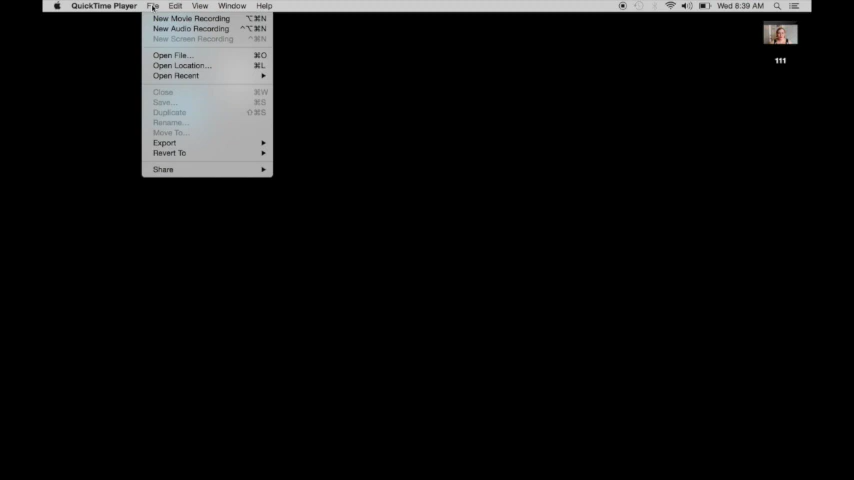 QuickTime Player File Edit View Window Help Wed 8:39 AM
New Movie Recording ⌥⌘N
New Audio Recording ^⌥⌘N
New Screen Recording ^⌘N
Open File... ⌘O
Open Location... ⌘L
Open Recent
Close ⌘W
Save... ⌘S
Duplicate ⇧⌘S
Rename...
Move To...
Export
Revert To
Share
111